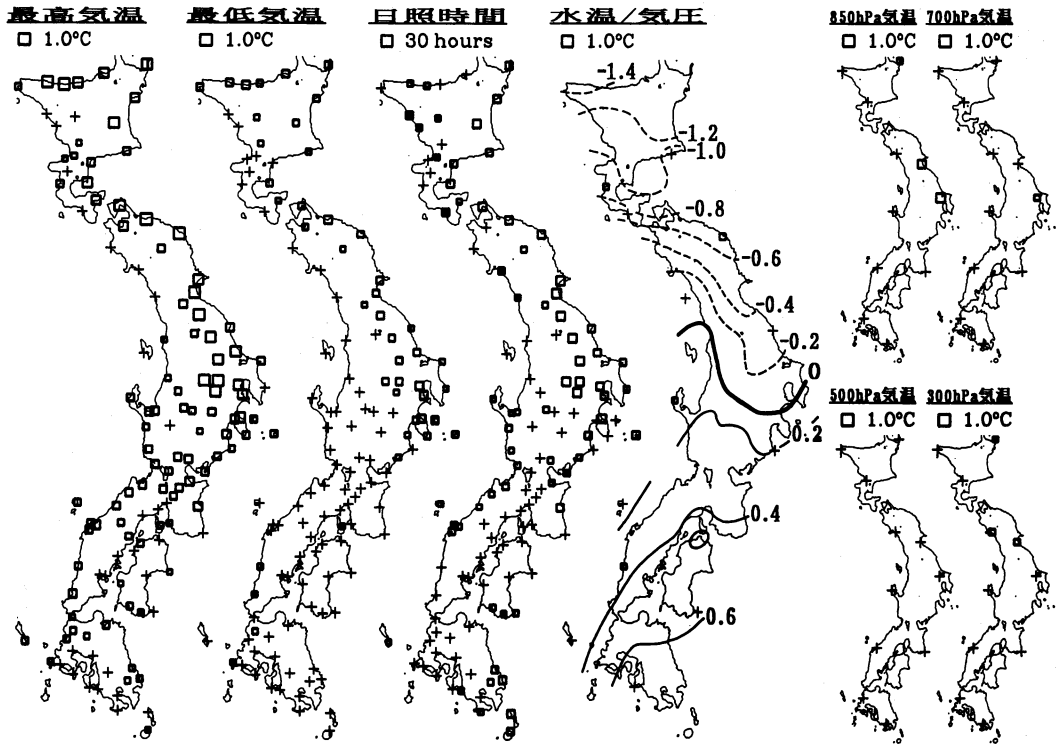 最高気温
□ 1.0℃
最低気温
□ 1.0℃
日照時間
□ 30 hours
水温/気圧
□ 1.0℃
850hPa気温
□ 1.0℃
700hPa気温
□ 1.0℃
-1.4
-1.2
-1.0
-0.8
-0.6
-0.4
-0.2
0
0.2
0.4
0.6
500hPa気温
□ 1.0℃
300hPa気温
□ 1.0℃